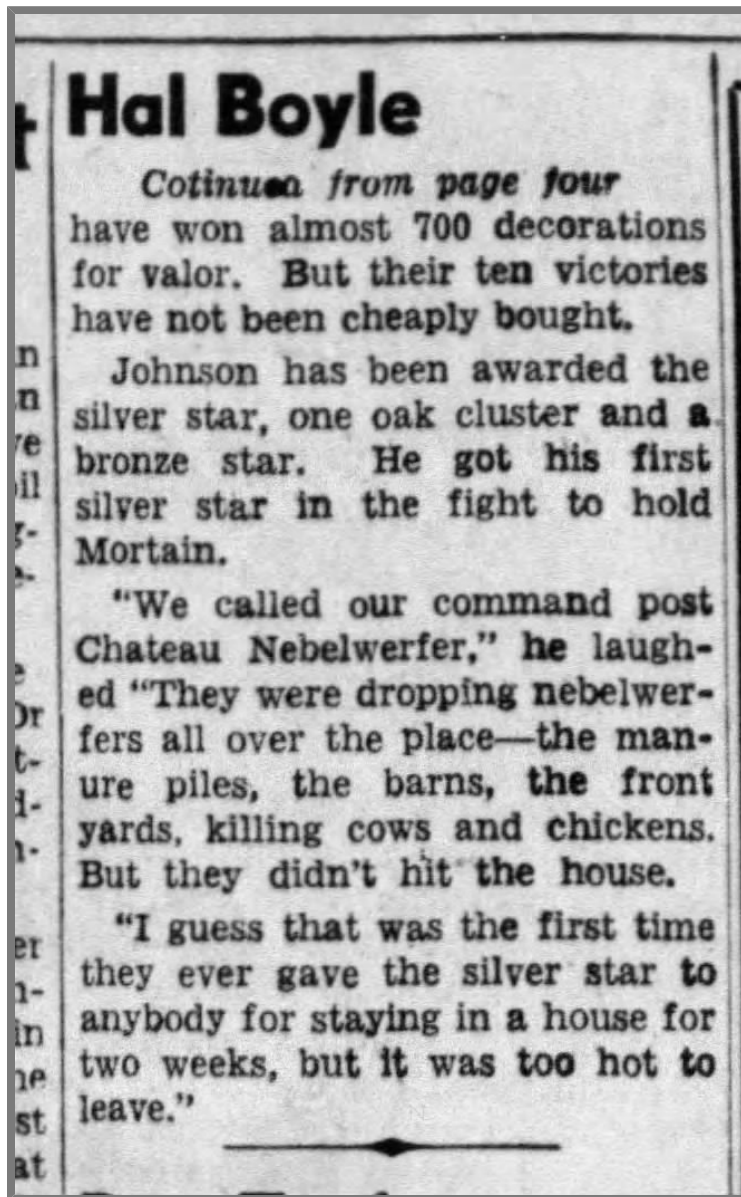 Hal Boyle
Cotinuea from page four
have won almost 700 decorations
for valor. But their ten victories
have not been cheaply bought.
Johnson has been awarded the
silver star, one oak cluster and a
bronze star. He got his first
silver star in the fight to hold
Mortain.
"We called our command post
Chateau Nebelwerfer," he laugh-
ed "They were dropping nebelwer-
fers all over the place—the man-
ure piles, the barns, the front
yards, killing cows and chickens.
But they didn't hit the house.
"I guess that was the first time
they ever gave the silver star to
anybody for staying in a house for
two weeks, but it was too hot to
leave."